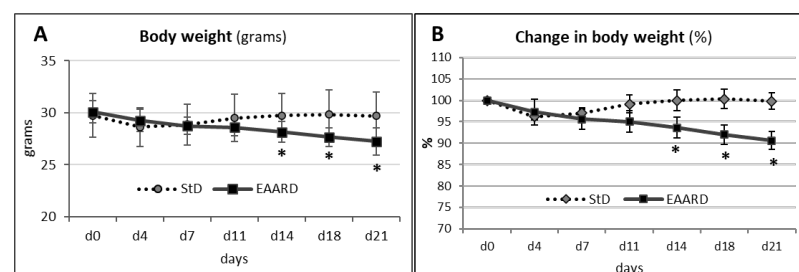 A
Body weight (grams)
35
30
25
20
grams
* * *
StD EAARD
d0 d4 d7 d11 d14 d18 d21
days
B
Change in body weight (%)
110
105
100
95
90
85
80
75
70
%
* * *
StD EAARD
d0 d4 d7 d11 d14 d18 d21
days